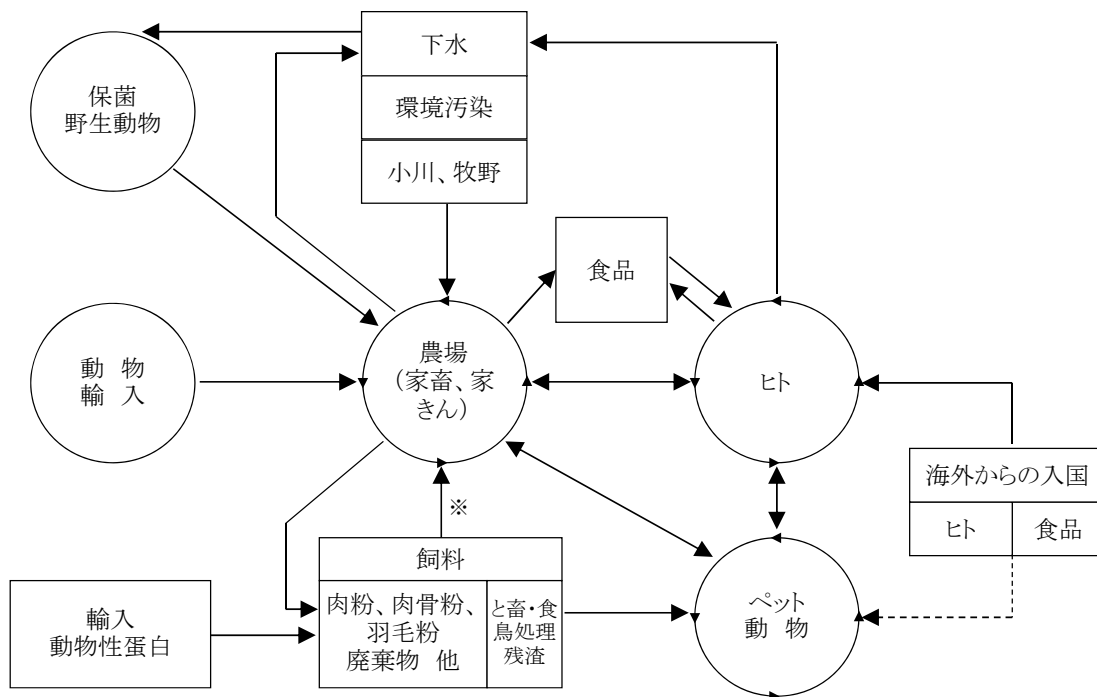 下水
環境汚染
小川、牧野
保菌
野生動物
食品
動 物
輸 入
農場
（家畜、家
きん）
ヒト
海外からの入国
ヒト
食品
※
飼料
肉粉、肉骨粉、
羽毛粉
廃棄物 他
と畜・食
鳥処理
残渣
輸入
動物性蛋白
ペット
動 物